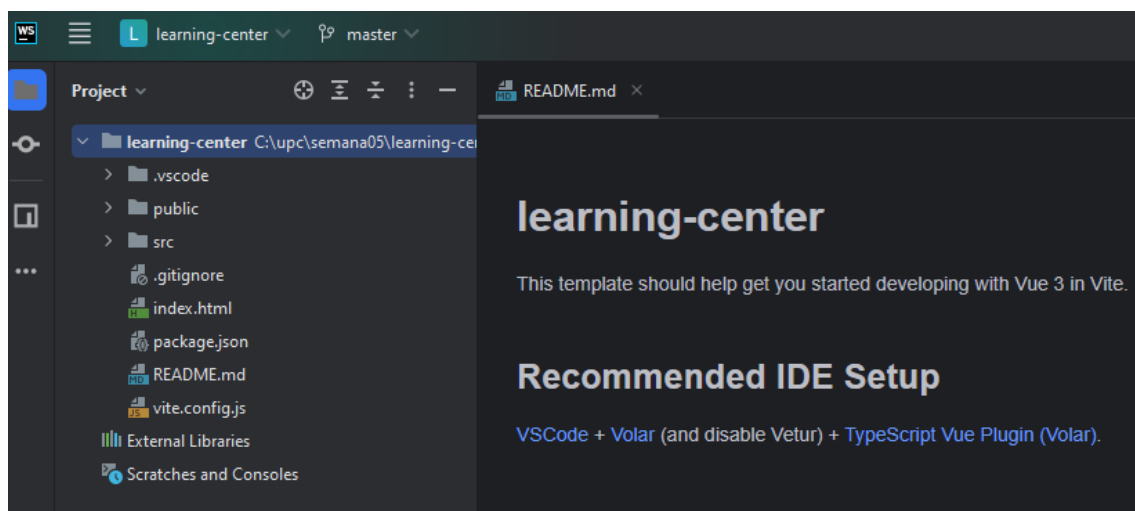 WS
L learning-center master
Project
README.md
learning-center C:\upc\semana05\learning-cer
.vscode
public
src
.gitignore
index.html
package.json
README.md
vite.config.js
External Libraries
Scratches and Consoles
learning-center
This template should help get you started developing with Vue 3 in Vite.
Recommended IDE Setup
VSCode + Volar (and disable Vetur) + TypeScript Vue Plugin (Volar).